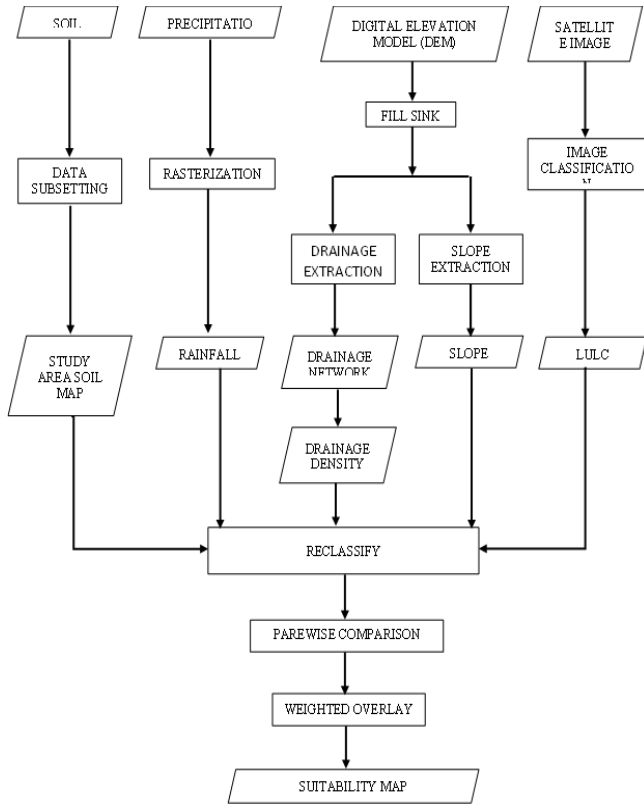 SOIL
PRECIPITATIO
DIGITAL ELEVATION
MODEL (DEM)
SATELLIT
E IMAGE
FILL SINK
DATA
SUBSETTING
RASTERIZATION
IMAGE
CLASSIFICATIO
N
DRAINAGE
EXTRACTION
SLOPE
EXTRACTION
STUDY
AREA SOIL
MAP
RAINFALL
DRAINAGE
NETWORK
SLOPE
LULC
DRAINAGE
DENSITY
RECLASSIFY
PAREWISE COMPARISON
WEIGHTED OVERLAY
SUITABILITY MAP